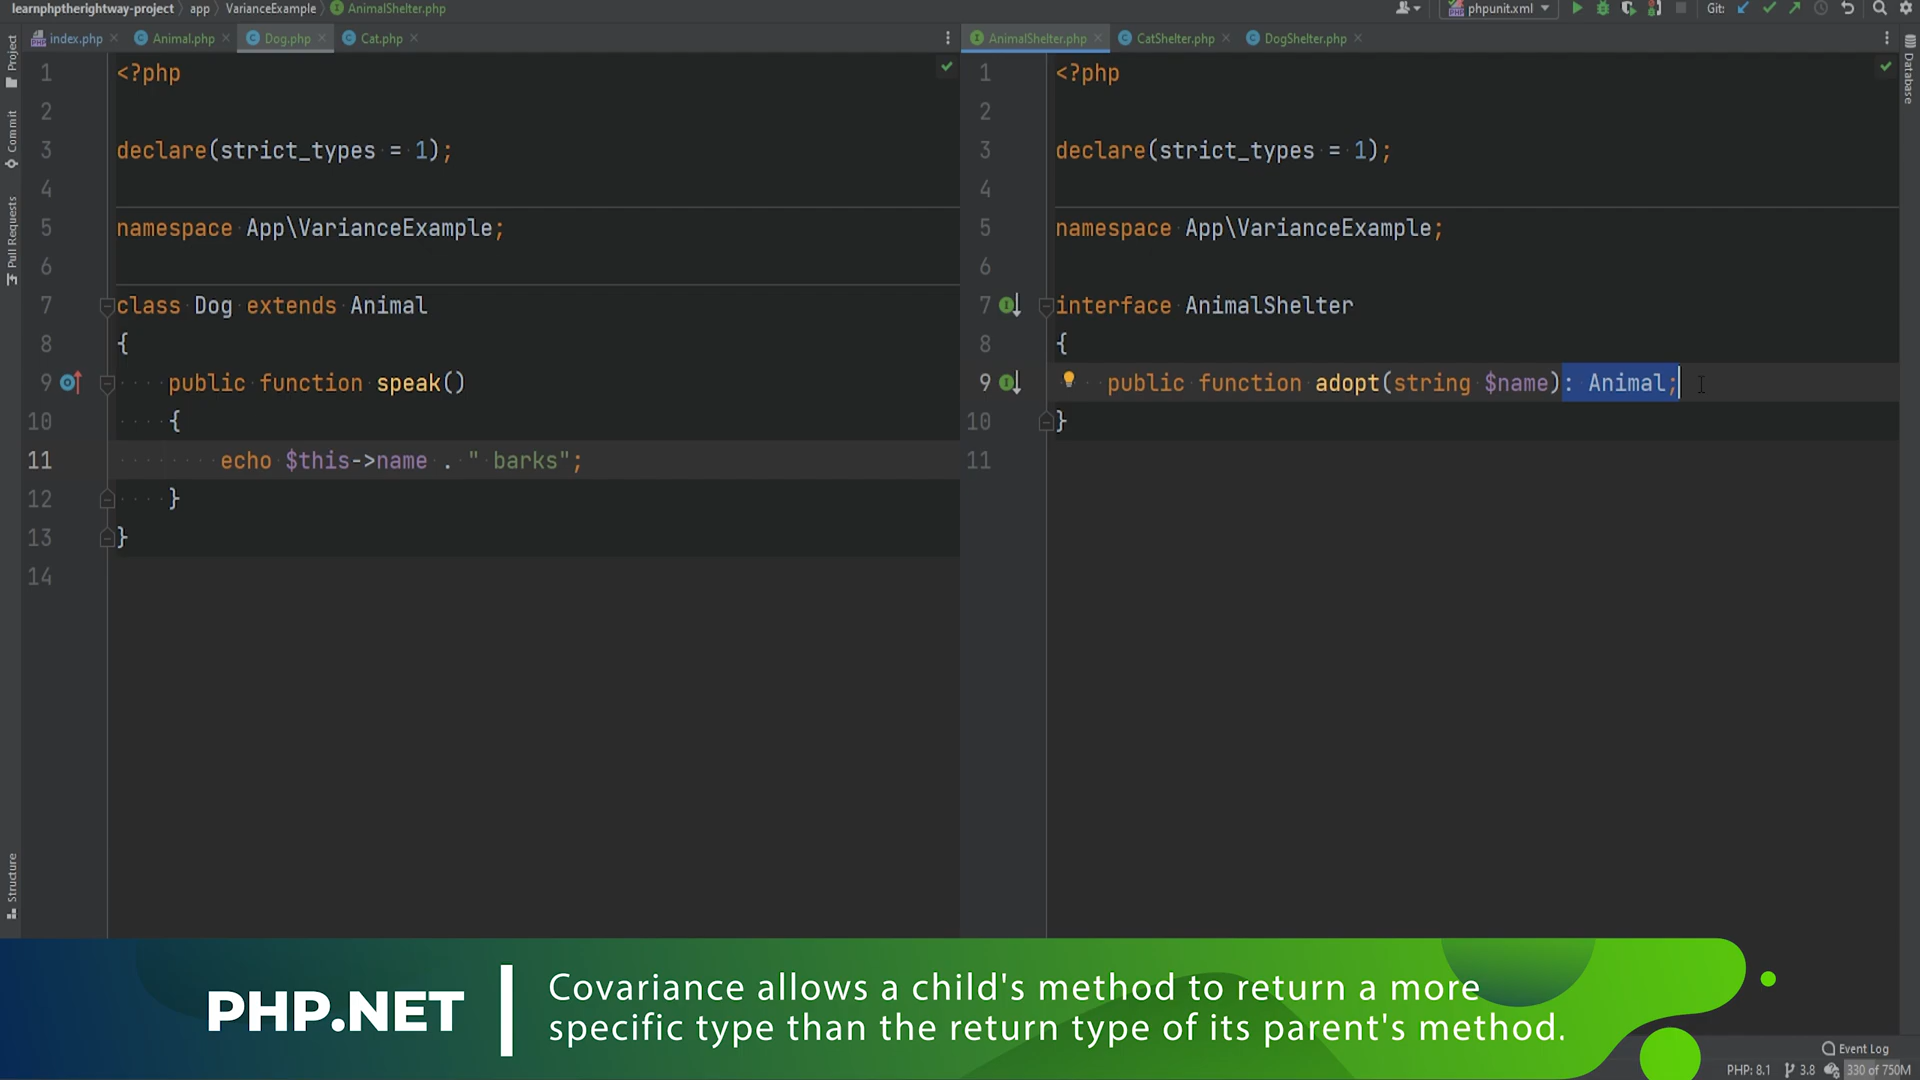 learnphptherightway-project app VarianceExample AnimalShelter.php
phpunit.xml Git:
index.php Animal.php Dog.php Cat.php
AnimalShelter.php CatShelter.php DogShelter.php
Project
Commit
Pull Requests
Structure
1 <?php
2
3 declare(strict_types = 1);
4
5 namespace App\VarianceExample;
6
7 class Dog extends Animal
8 {
9 public function speak()
10 {
11 echo $this->name . " barks";
12 }
13 }
14
1 <?php
2
3 declare(strict_types = 1);
4
5 namespace App\VarianceExample;
6
7 interface AnimalShelter
8 {
9 public function adopt(string $name): Animal;
10 }
11
Database
PHP.NET
Covariance allows a child's method to return a more
specific type than the return type of its parent's method.
Event Log
PHP: 8.1 3.8 330 of 750M